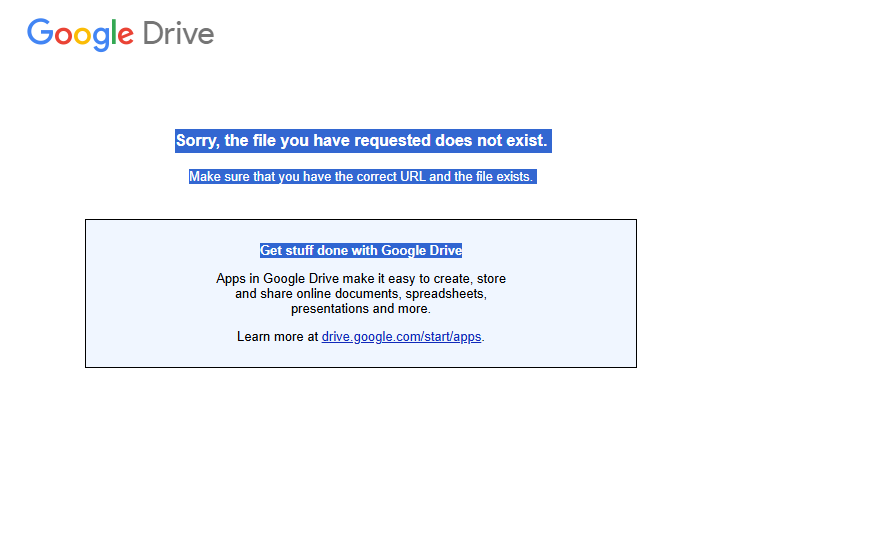 Google Drive
Sorry, the file you have requested does not exist.
Make sure that you have the correct URL and the file exists.
Get stuff done with Google Drive
Apps in Google Drive make it easy to create, store
and share online documents, spreadsheets,
presentations and more.
Learn more at drive.google.com/start/apps.